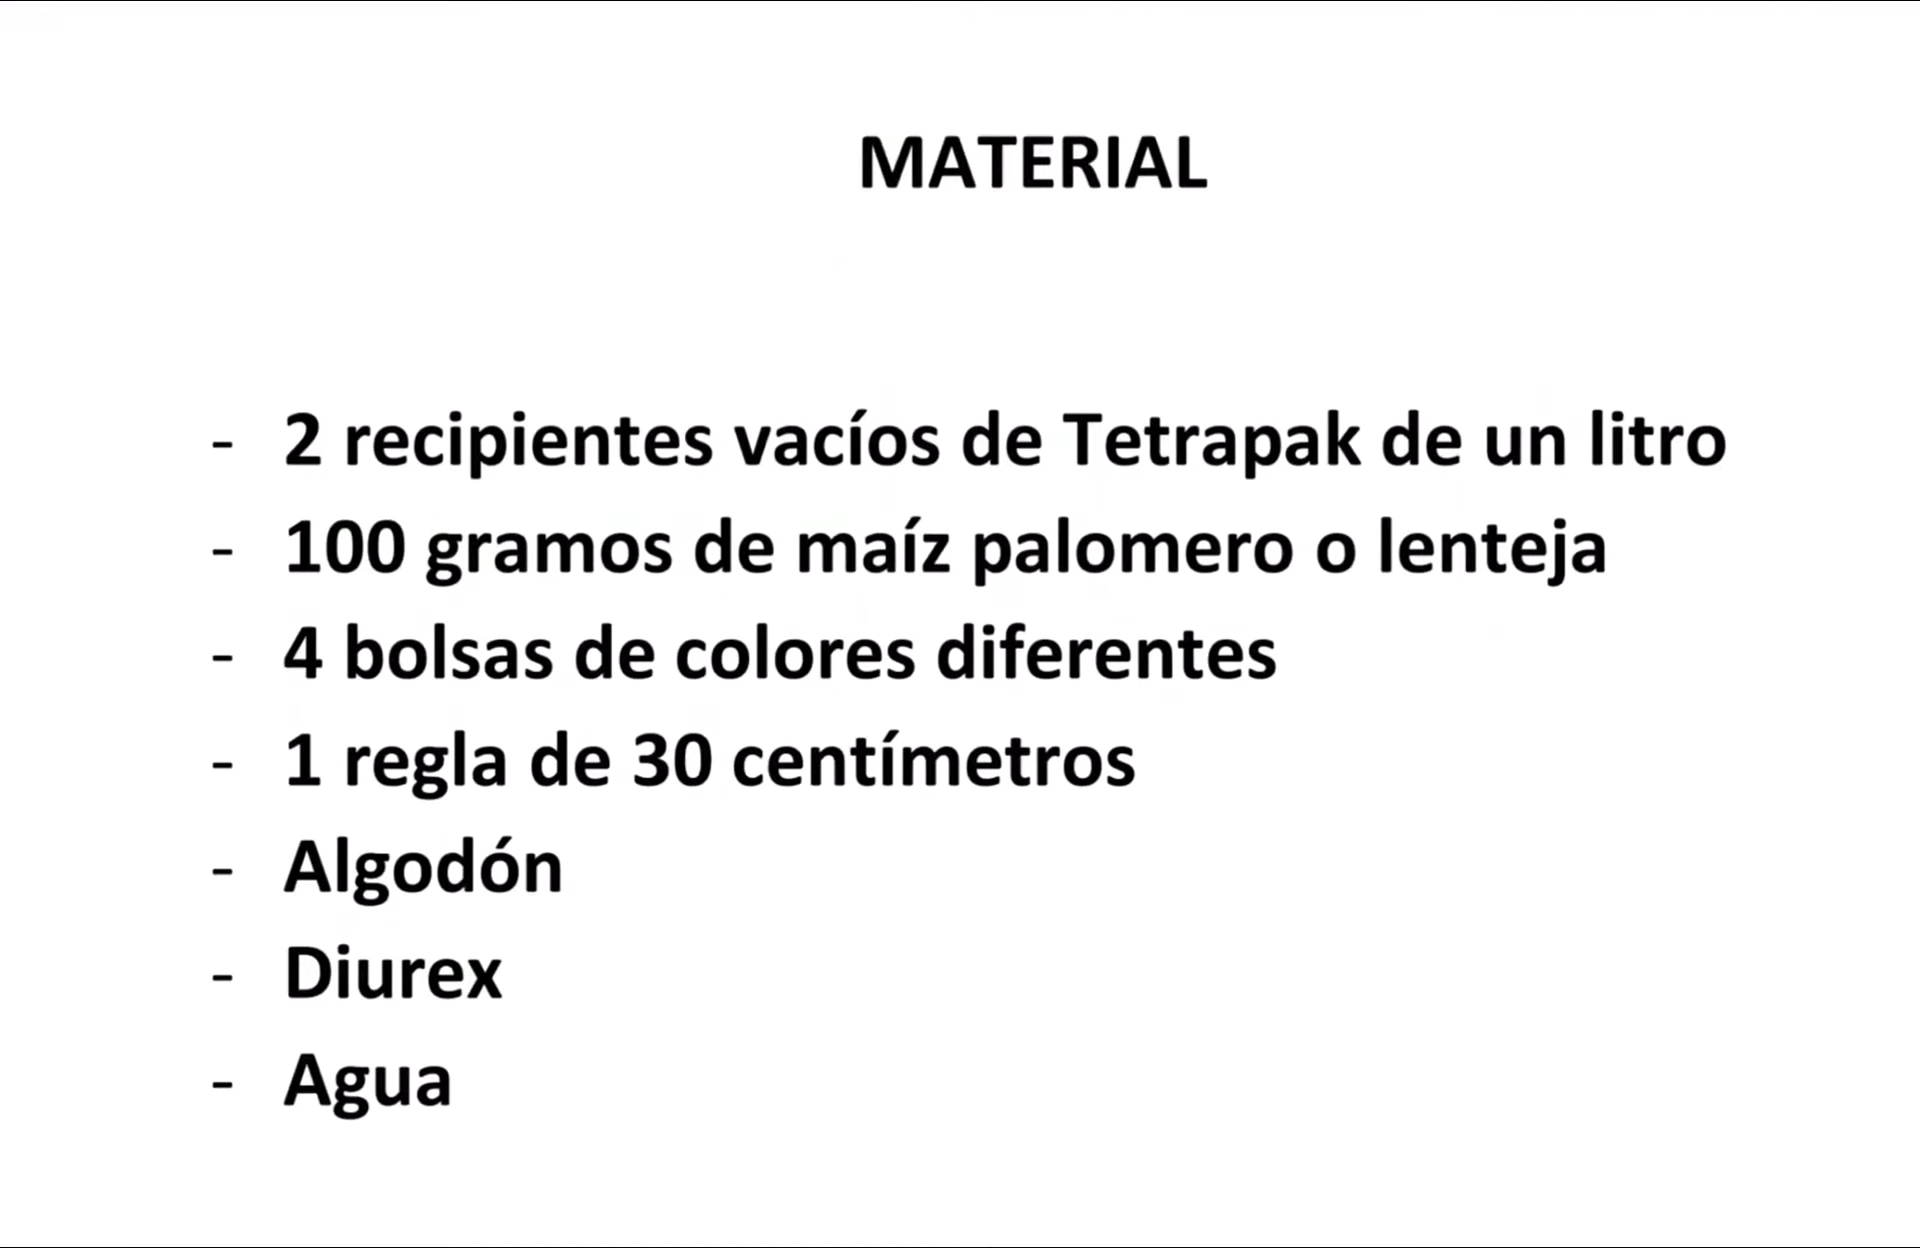 MATERIAL
- 2 recipientes vacíos de Tetrapak de un litro
- 100 gramos de maíz palomero o lenteja
- 4 bolsas de colores diferentes
- 1 regla de 30 centímetros
- Algodón
- Diurex
- Agua